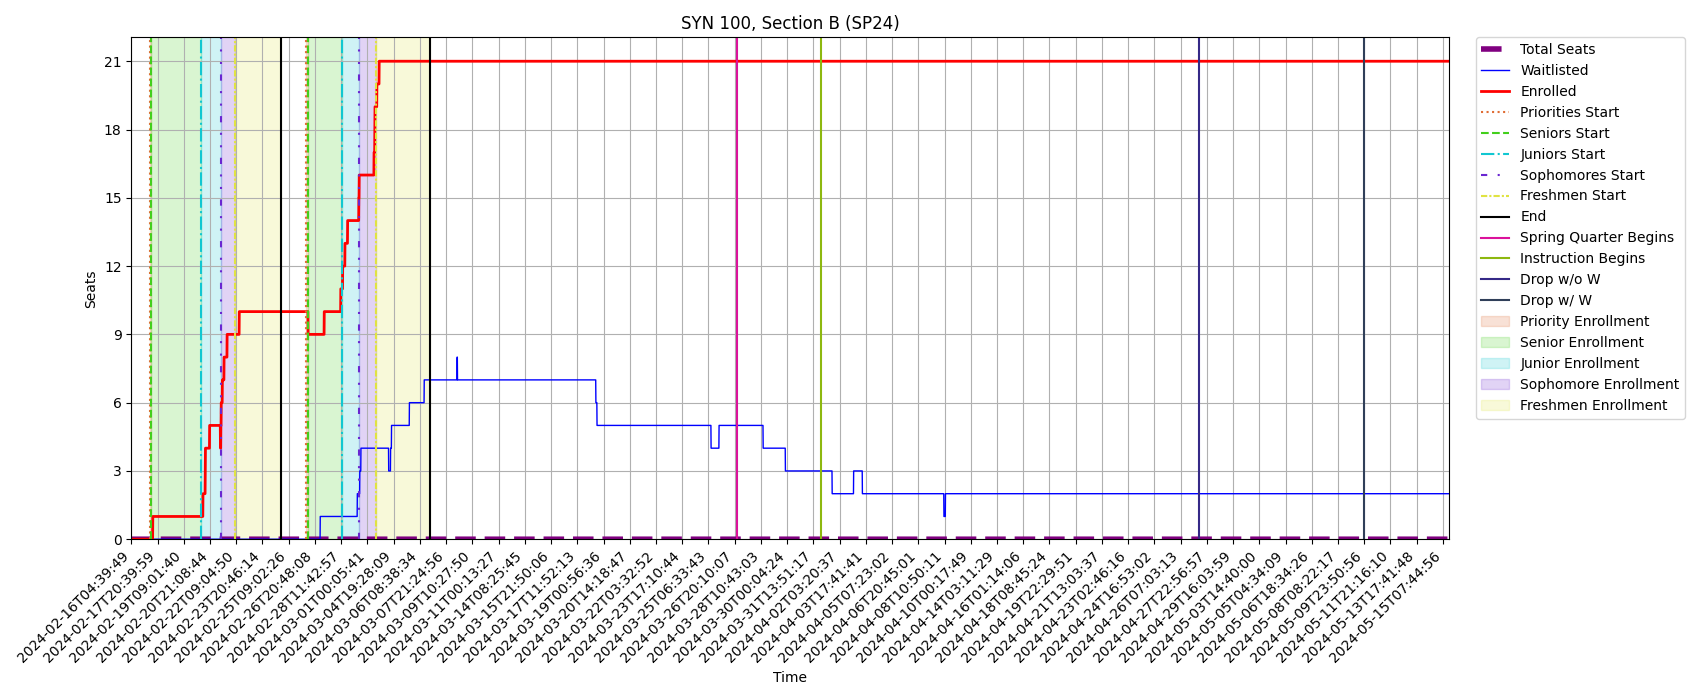 SYN 100, Section B (SP24)
Seats
21
18
15
12
9
6
3
0
2024-02-16T04:39:49
2024-02-17T20:39:59
2024-02-19T09:01:40
2024-02-20T21:08:44
2024-02-22T09:04:50
2024-02-23T20:46:14
2024-02-25T09:02:26
2024-02-26T20:48:08
2024-02-28T11:42:57
2024-03-01T00:05:41
2024-03-04T19:28:09
2024-03-06T08:38:34
2024-03-07T21:24:56
2024-03-11T00:13:27
2024-03-12T10:27:50
2024-03-14T08:25:45
2024-03-15T21:50:06
2024-03-17T11:52:13
2024-03-19T00:56:36
2024-03-20T14:18:47
2024-03-22T03:32:52
2024-03-23T17:10:44
2024-03-25T06:33:43
2024-03-26T20:10:07
2024-03-28T10:43:03
2024-03-30T00:04:24
2024-03-31T13:51:17
2024-04-02T03:20:37
2024-04-03T17:41:41
2024-04-05T07:23:02
2024-04-06T20:45:01
2024-04-08T10:50:11
2024-04-10T00:17:49
2024-04-14T03:11:29
2024-04-16T01:14:06
2024-04-18T08:45:24
2024-04-19T22:29:51
2024-04-21T13:03:37
2024-04-23T02:46:16
2024-04-24T16:53:02
2024-04-26T07:03:13
2024-04-27T22:56:57
2024-04-29T16:03:59
2024-05-03T14:40:00
2024-05-05T04:34:09
2024-05-06T18:34:26
2024-05-08T08:22:17
2024-05-09T23:50:56
2024-05-11T21:16:10
2024-05-13T17:41:48
2024-05-15T07:44:56
Time
Total Seats
Waitlisted
Enrolled
Priorities Start
Seniors Start
Juniors Start
Sophomores Start
Freshmen Start
End
Spring Quarter Begins
Instruction Begins
Drop w/o W
Drop w/ W
Priority Enrollment
Senior Enrollment
Junior Enrollment
Sophomore Enrollment
Freshmen Enrollment